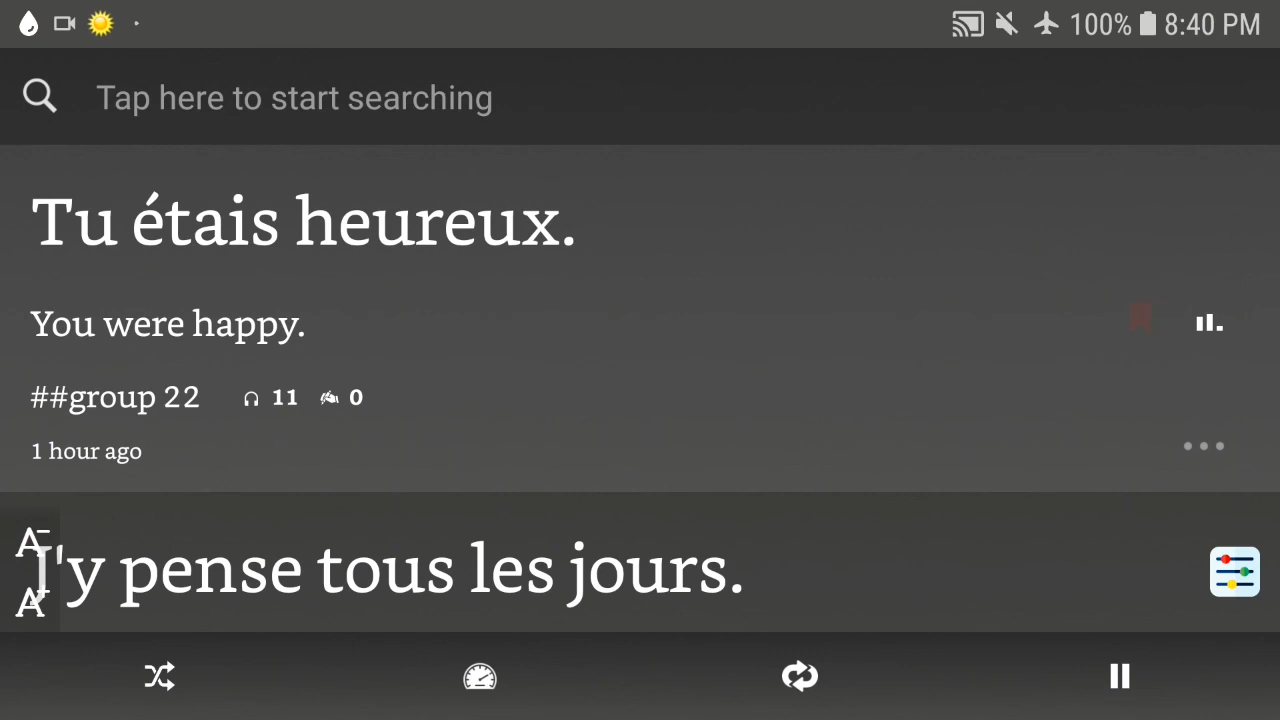 100% 8:40 PM
Tap here to start searching
Tu étais heureux.
You were happy.
##group 22 11 0
1 hour ago
J'y pense tous les jours.
A-
A+